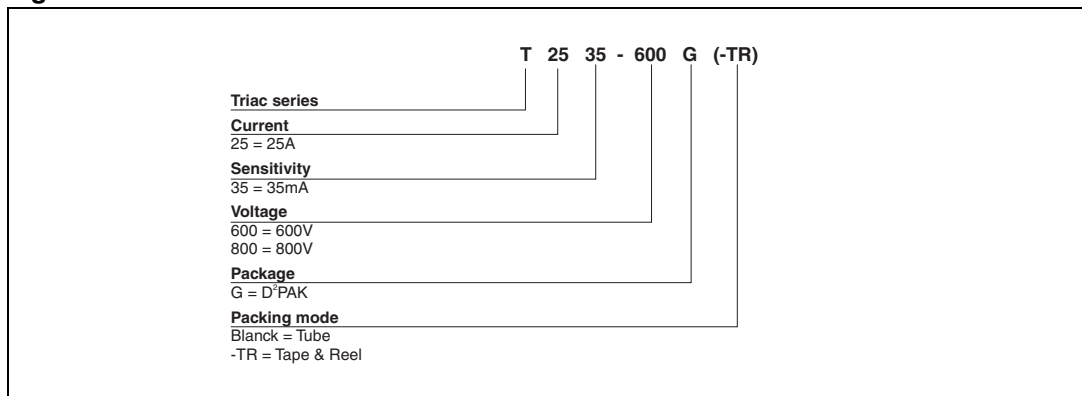 T 25 35 - 600 G (-TR)
Triac series
Current
25 = 25A
Sensitivity
35 = 35mA
Voltage
600 = 600V
800 = 800V
Package
G = D²PAK
Packing mode
Blanck = Tube
-TR = Tape & Reel